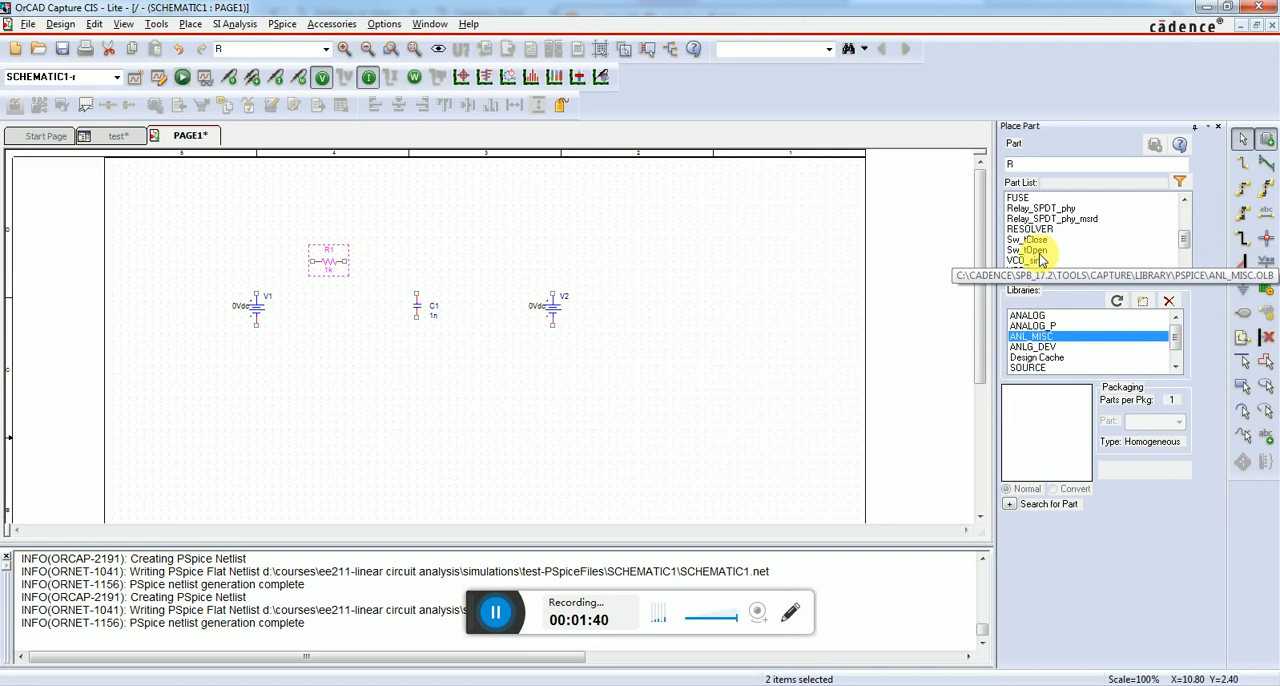 OrCAD Capture CIS - Lite - [/ - (SCHEMATIC1 : PAGE1)]
File Design Edit View Tools Place SI Analysis PSpice Accessories Options Window Help
cādence®
R
SCHEMATIC1-r
Start Page test* PAGE1*
5 4 3 2 1
D
C
B
R1
1k
V1
0Vdc
C1
1n
V2
0Vdc
Place Part
Part
R
Part List:
FUSE
Relay_SPDT_phy
Relay_SPDT_phy_msrd
RESOLVER
Sw_tClose
Sw_tOpen
C:\CADENCE\SPB_17.2\TOOLS\CAPTURE\LIBRARY\PSPICE\ANL_MISC.OLB
Libraries:
ANALOG
ANALOG_P
ANL_MISC
ANLG_DEV
Design Cache
SOURCE
Packaging
Parts per Pkg: 1
Part:
Type: Homogeneous
Normal Convert
+ Search for Part
INFO(ORCAP-2191): Creating PSpice Netlist
INFO(ORNET-1041): Writing PSpice Flat Netlist d:\courses\ee211-linear circuit analysis\simulations\test-PSpiceFiles\SCHEMATIC1\SCHEMATIC1.net
INFO(ORNET-1156): PSpice netlist generation complete
INFO(ORCAP-2191): Creating PSpice Netlist
INFO(ORNET-1041): Writing PSpice Flat Netlist d:\courses\ee211-linear circuit analysis\s
INFO(ORNET-1156): PSpice netlist generation complete
Recording...
00:01:40
2 items selected
Scale=100% X=10.80 Y=2.40